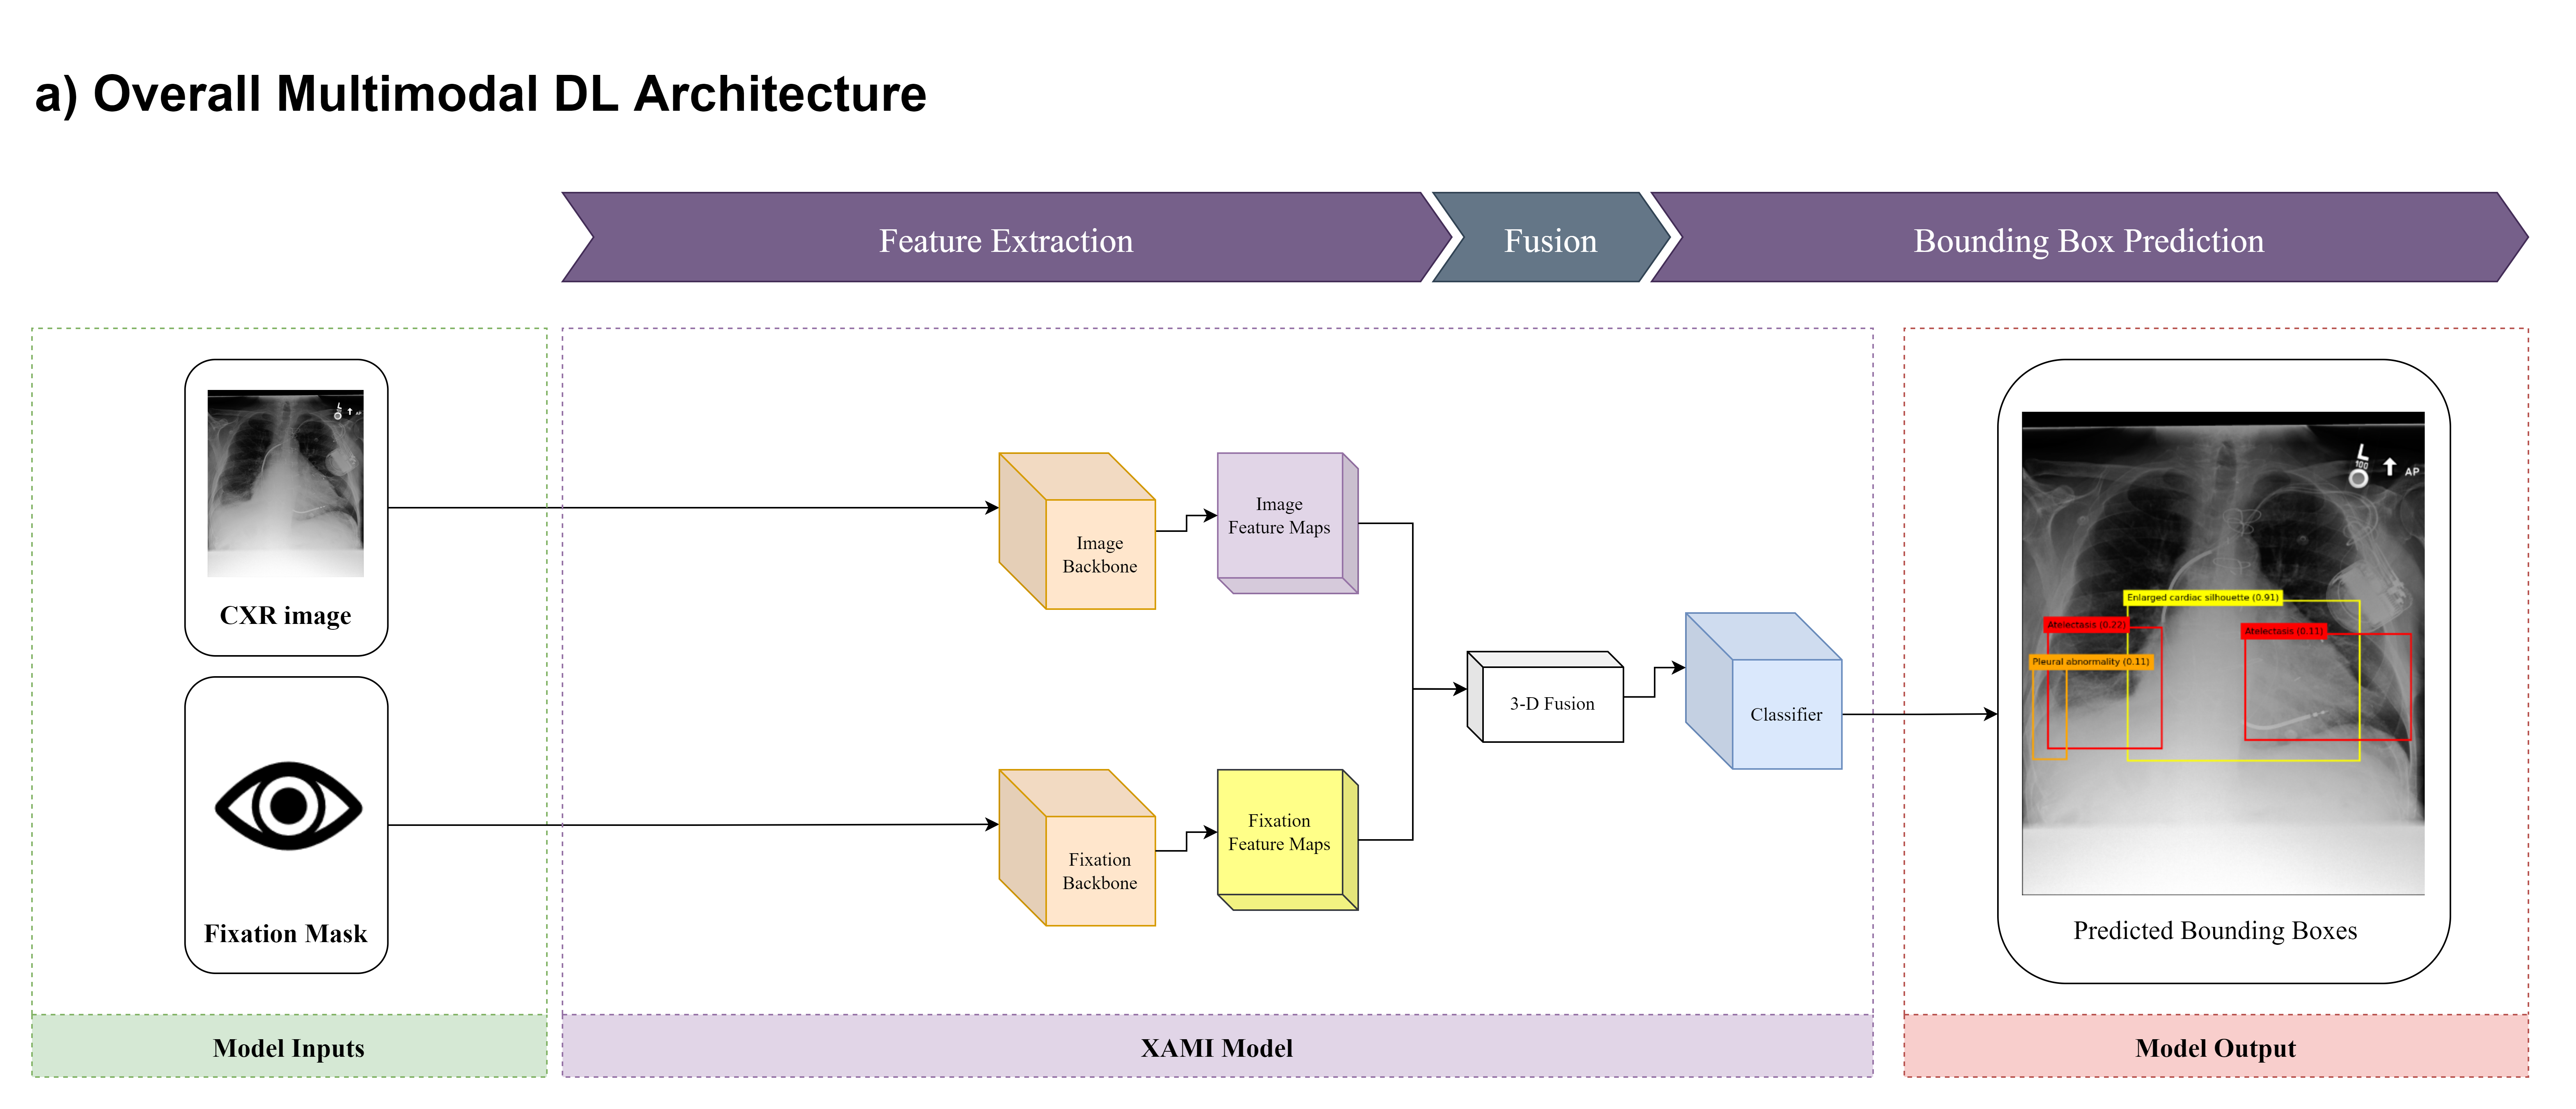 a) Overall Multimodal DL Architecture
Feature Extraction
Fusion
Bounding Box Prediction
L
AP
CXR image
Fixation Mask
Image
Backbone
Image
Feature Maps
Fixation
Backbone
Fixation
Feature Maps
3-D Fusion
Classifier
L
100
AP
Enlarged cardiac silhouette (0.91)
Atelectasis (0.22)
Atelectasis (0.11)
Pleural abnormality (0.11)
Predicted Bounding Boxes
Model Inputs
XAMI Model
Model Output